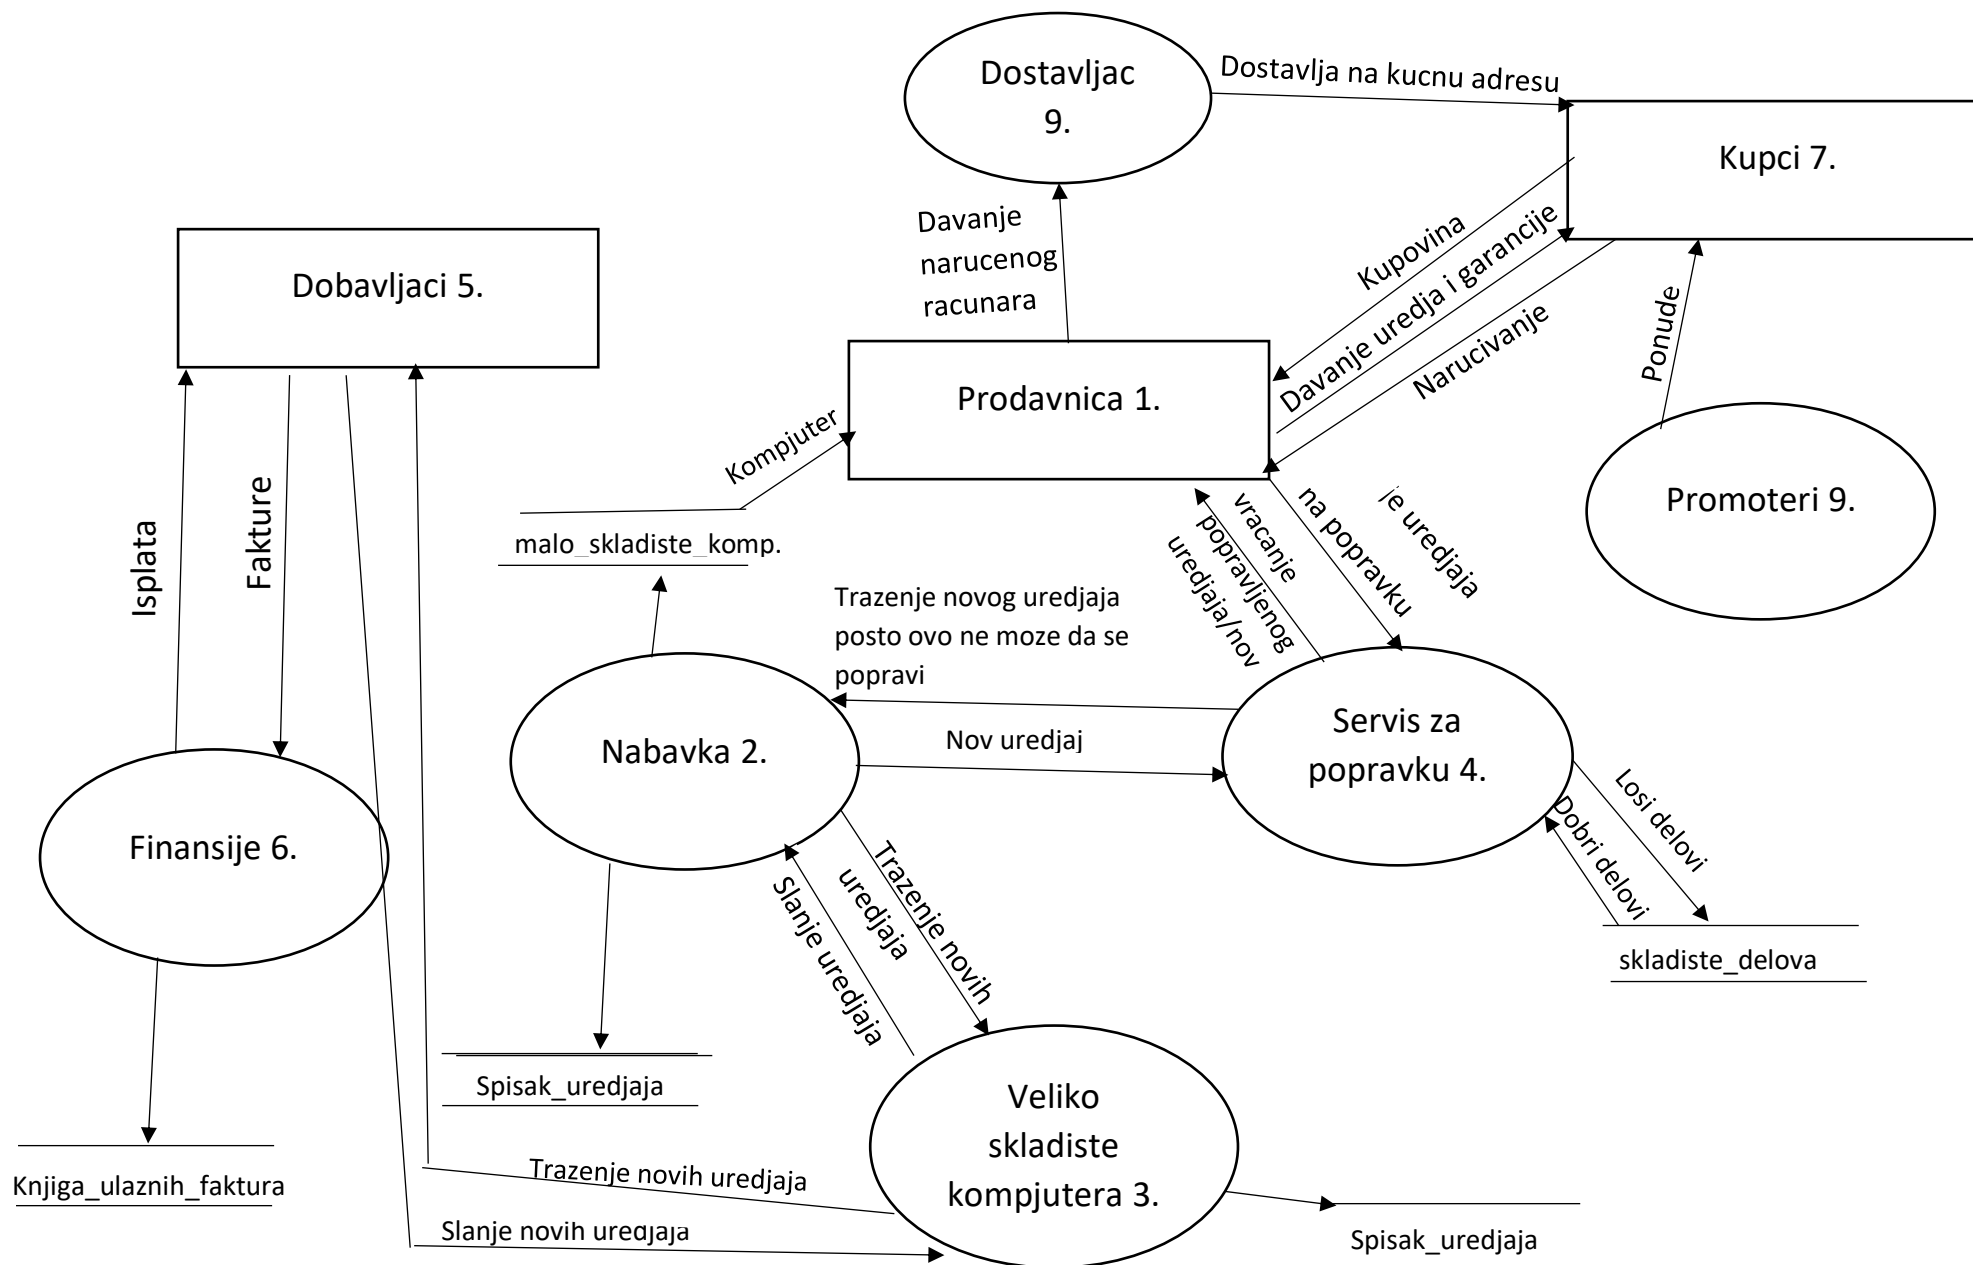 Dostavljac
9.
Dostavlja na kucnu adresu
Kupci 7.
Davanje
narucenog
racunara
Kupovina
Davanje uredja i garancije
Narucivanje
Ponude
Dobavljaci 5.
Prodavnica 1.
Kompjuter
Promoteri 9.
Isplata
Fakture
malo_skladiste_komp.
vracanje
popravljenog
uredjaja/nov
na popravku
je uredjaja
Trazenje novog uredjaja
posto ovo ne moze da se
popravi
Nabavka 2.
Nov uredjaj
Servis za
popravku 4.
Losi delovi
Dobri delovi
Finansije 6.
Trazenje novih
uredjaja
Slanje uredjaja
skladiste_delova
Spisak_uredjaja
Veliko
skladiste
kompjutera 3.
Knjiga_ulaznih_faktura
Trazenje novih uredjaja
Slanje novih uredjaja
Spisak_uredjaja